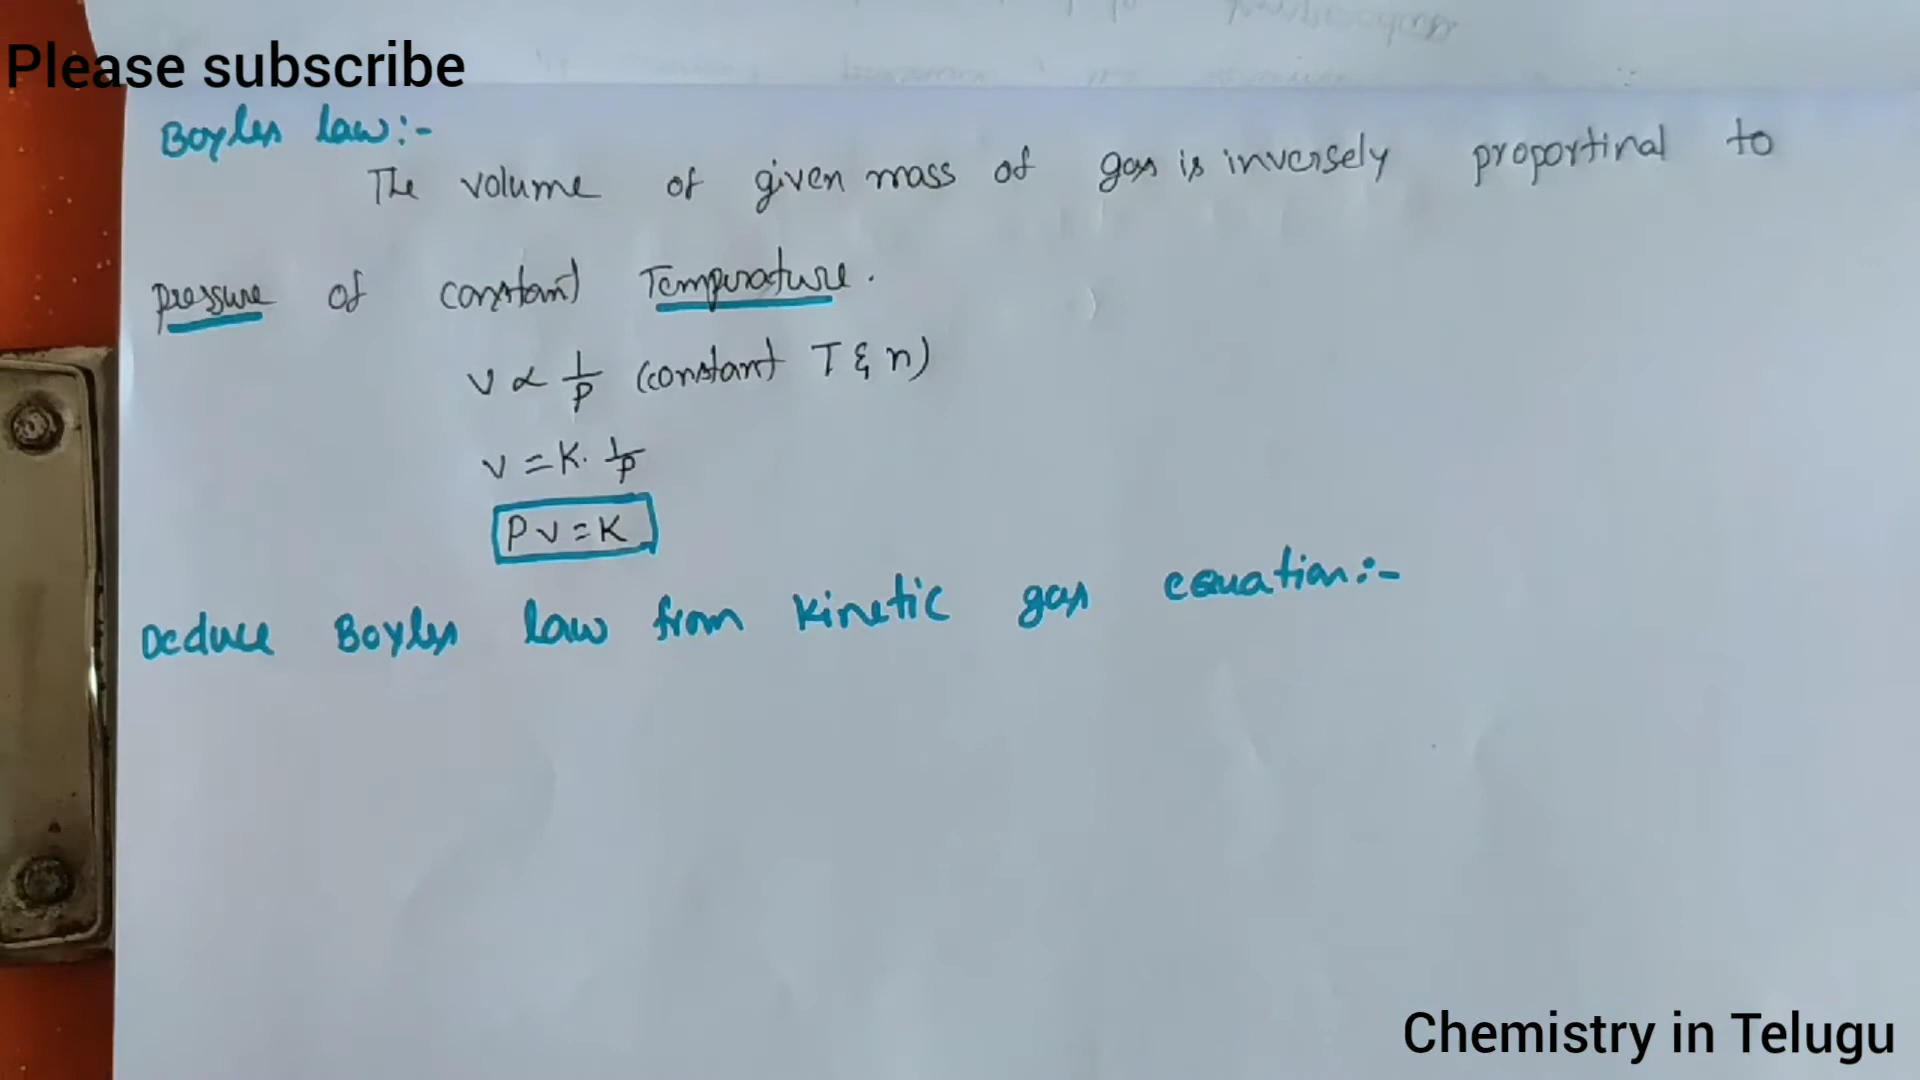 Please subscribe
Boyles law:-
The volume of given mass of gas is inversely proportinal to
pressure of constant Temperature.
V ∝ 1/P (constant T & n)
V = K. 1/P
PV = K
Deduce Boyles law from kinetic gas equation:-
Chemistry in Telugu